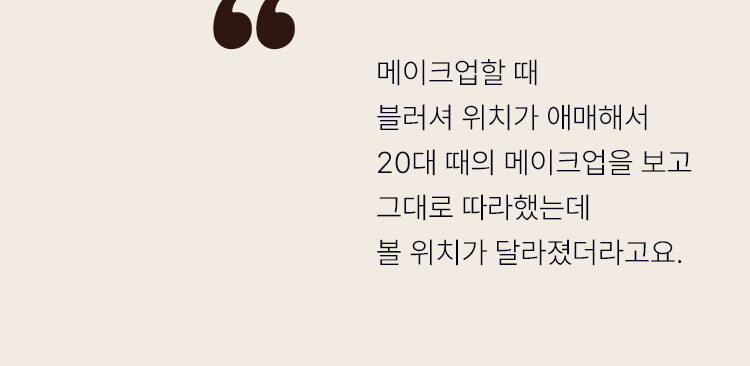 “
메이크업할 때
블러셔 위치가 애매해서
20대 때의 메이크업을 보고
그대로 따라했는데
볼 위치가 달라졌더라고요.